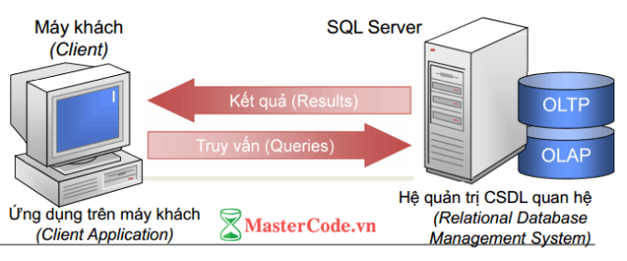 Máy khách
(Client)
SQL Server
Kết quả (Results)
Truy vấn (Queries)
OLTP
OLAP
Ứng dụng trên máy khách
(Client Application)
MasterCode.vn
Hệ quản trị CSDL quan hệ
(Relational Database
Management System)